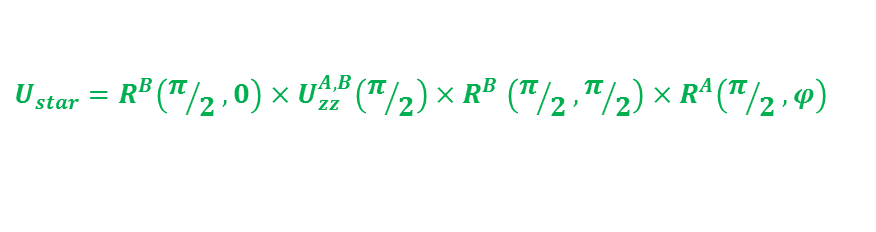 U_star = R^B(π/2, 0) × U_zz^A,B(π/2) × R^B (π/2, π/2) × R^A(π/2, φ)